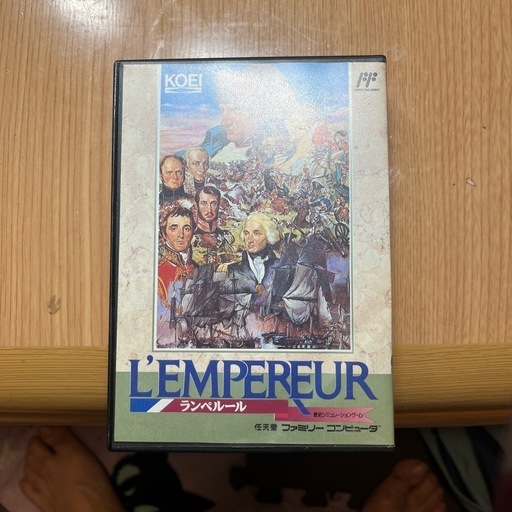 KOEI
L'EMPEREUR
ランペルール
歴史シミュレーションゲーム
任天堂 ファミリー コンピュータ